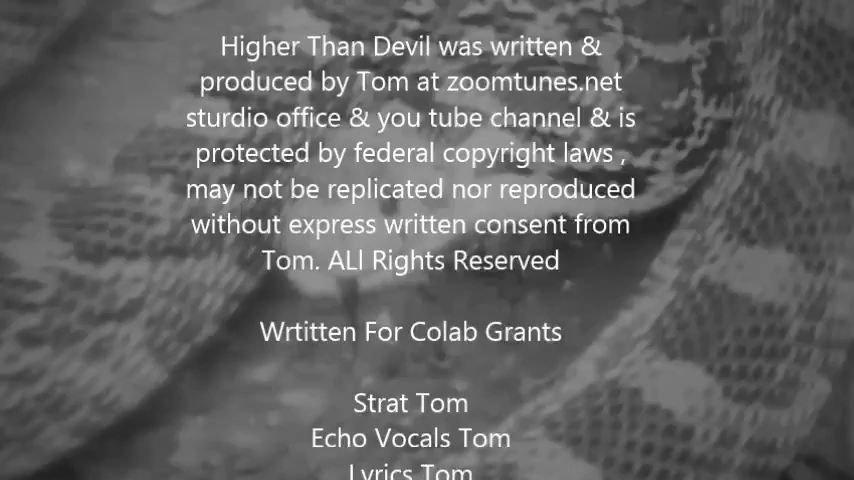 Higher Than Devil was written &
produced by Tom at zoomtunes.net
sturdio office & you tube channel & is
protected by federal copyright laws ,
may not be replicated nor reproduced
without express written consent from
Tom. ALl Rights Reserved
Wrtitten For Colab Grants
Strat Tom
Echo Vocals Tom
Lyrics Tom